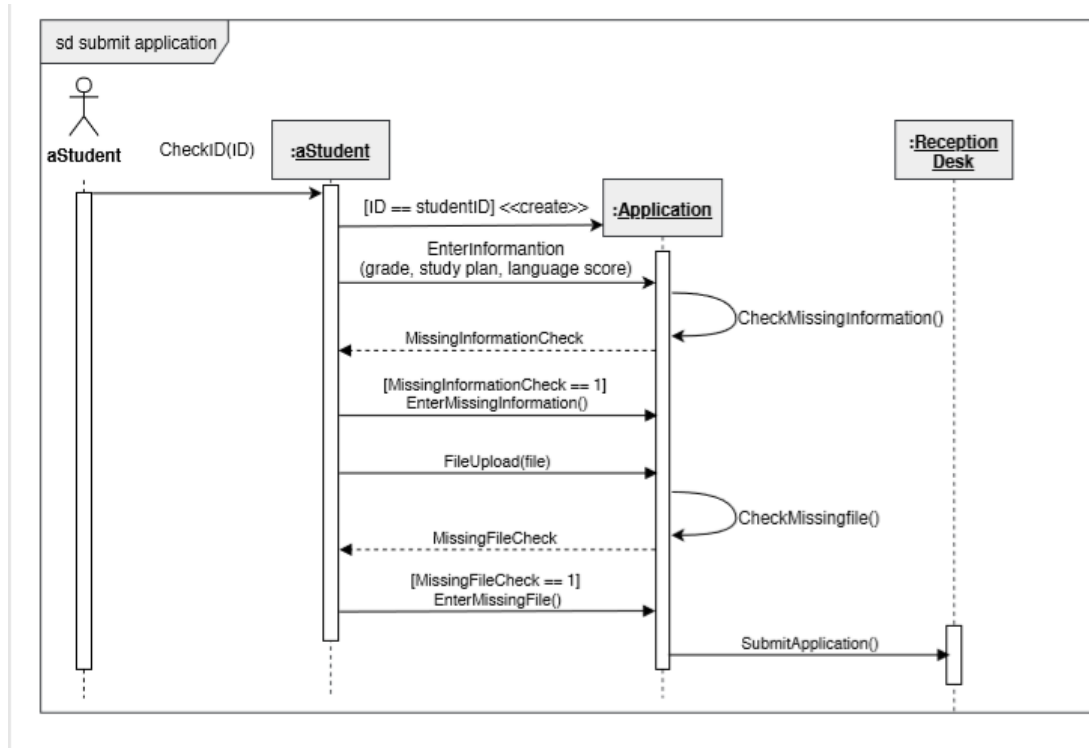 sd submit application
aStudent
CheckID(ID)
:aStudent
:Reception
Desk
[ID == studentID] <<create>>
:Application
EnterInformantion
(grade, study plan, language score)
CheckMissingInformation()
MissingInformationCheck
[MissingInformationCheck == 1]
EnterMissingInformation()
FileUpload(file)
CheckMissingfile()
MissingFileCheck
[MissingFileCheck == 1]
EnterMissingFile()
SubmitApplication()